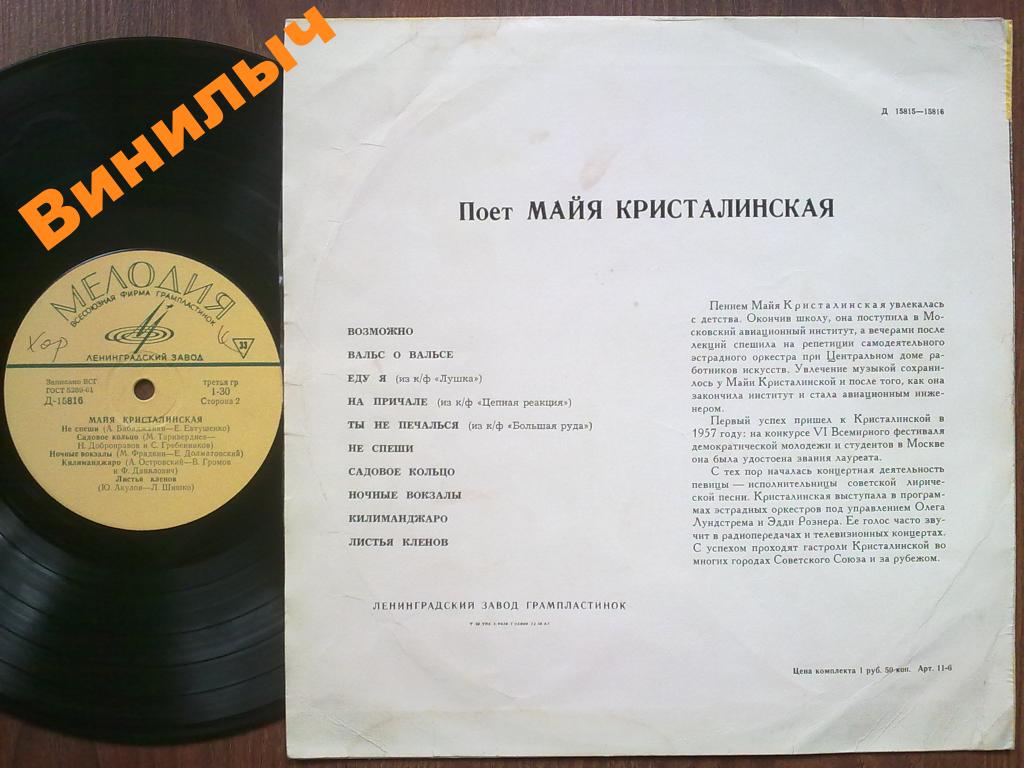 Винилыч
МЕЛОДИЯ
ВСЕСОЮЗНАЯ ФИРМА ГРАМПЛАСТИНОК
Хор
33
ЛЕНИНГРАДСКИЙ ЗАВОД
Записано ВСГ
ГОСТ 5289-61
Д-15816
третья гр
1-30
Сторона 2
МАЙЯ КРИСТАЛИНСКАЯ
Не спеши (А. Бабаджанян—Е. Евтушенко)
Садовое кольцо (М. Таривердиев—
Н. Добронравов и С. Гребенников)
Ночные вокзалы (М. Фрадкин—Е. Долматовский)
Килиманджаро (А. Островский—В. Громов
и Ф. Данилович)
Листья кленов
(Ю. Акулов—Л. Шишко)
Д 15815—15816
Поет МАЙЯ КРИСТАЛИНСКАЯ
ВОЗМОЖНО
ВАЛЬС О ВАЛЬСЕ
ЕДУ Я (из к/ф «Лушка»)
НА ПРИЧАЛЕ (из к/ф «Цепная реакция»)
ТЫ НЕ ПЕЧАЛЬСЯ (из к/ф «Большая руда»)
НЕ СПЕШИ
САДОВОЕ КОЛЬЦО
НОЧНЫЕ ВОКЗАЛЫ
КИЛИМАНДЖАРО
ЛИСТЬЯ КЛЕНОВ
Пением Майя Кристалинская увлекалась
с детства. Окончив школу, она поступила в Мо-
сковский авиационный институт, а вечерами после
лекций спешила на репетиции самодеятельного
эстрадного оркестра при Центральном доме ра-
ботников искусств. Увлечение музыкой сохрани-
лось у Майи Кристалинской и после того, как она
закончила институт и стала авиационным инже-
нером.
Первый успех пришел к Кристалинской в
1957 году: на конкурсе VI Всемирного фестиваля
демократической молодежи и студентов в Москве
она была удостоена звания лауреата.
С тех пор началась концертная деятельность
певицы — исполнительницы советской лириче-
ской песни. Кристалинская выступала в програм-
мах эстрадных оркестров под управлением Олега
Лундстрема и Эдди Рознера. Ее голос часто зву-
чит в радиопередачах и телевизионных концертах.
С успехом проходят гастроли Кристалинской во
многих городах Советского Союза и за рубежом.
ЛЕНИНГРАДСКИЙ ЗАВОД ГРАМПЛАСТИНОК
Цена комплекта 1 руб. 50 коп. Арт. 11-6